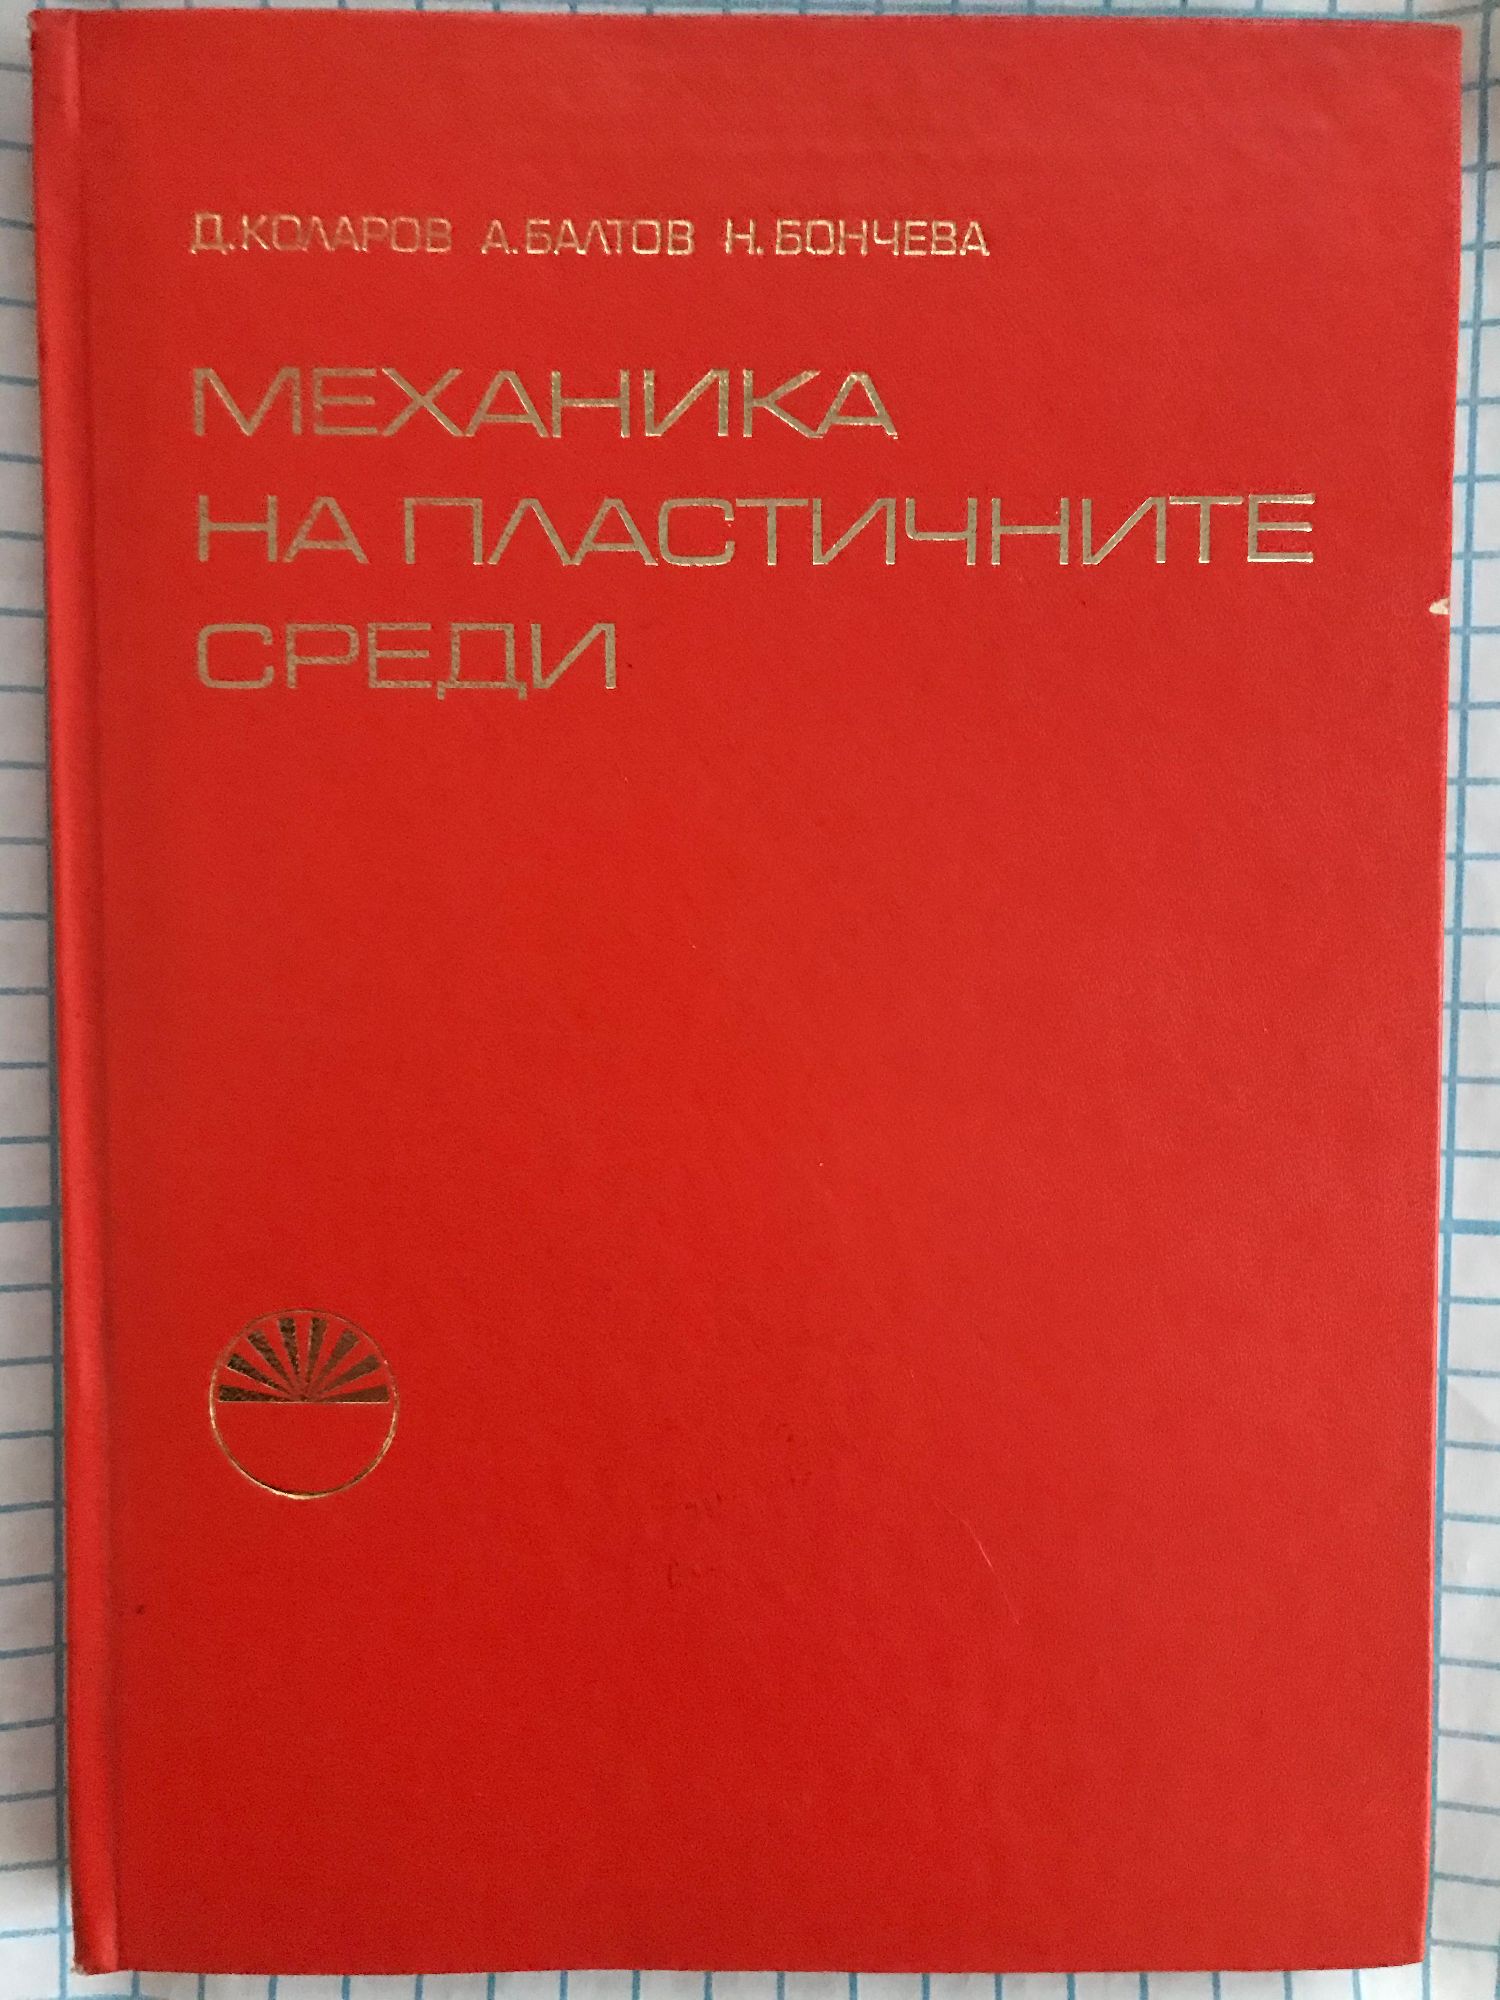 Д. КОЛАРОВ А. БАЛТОВ Н. БОНЧЕВА
МЕХАНИКА
НА ПЛАСТИЧНИТЕ
СРЕДИ